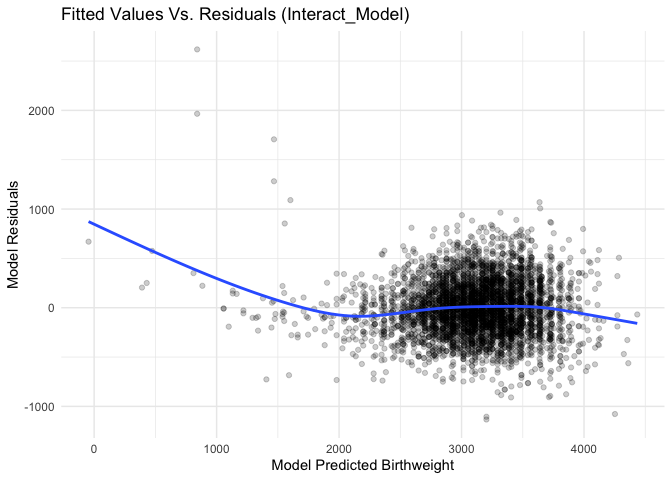 Fitted Values Vs. Residuals (Interact_Model)
2000
1000
0
-1000
Model Residuals
0 1000 2000 3000 4000
Model Predicted Birthweight